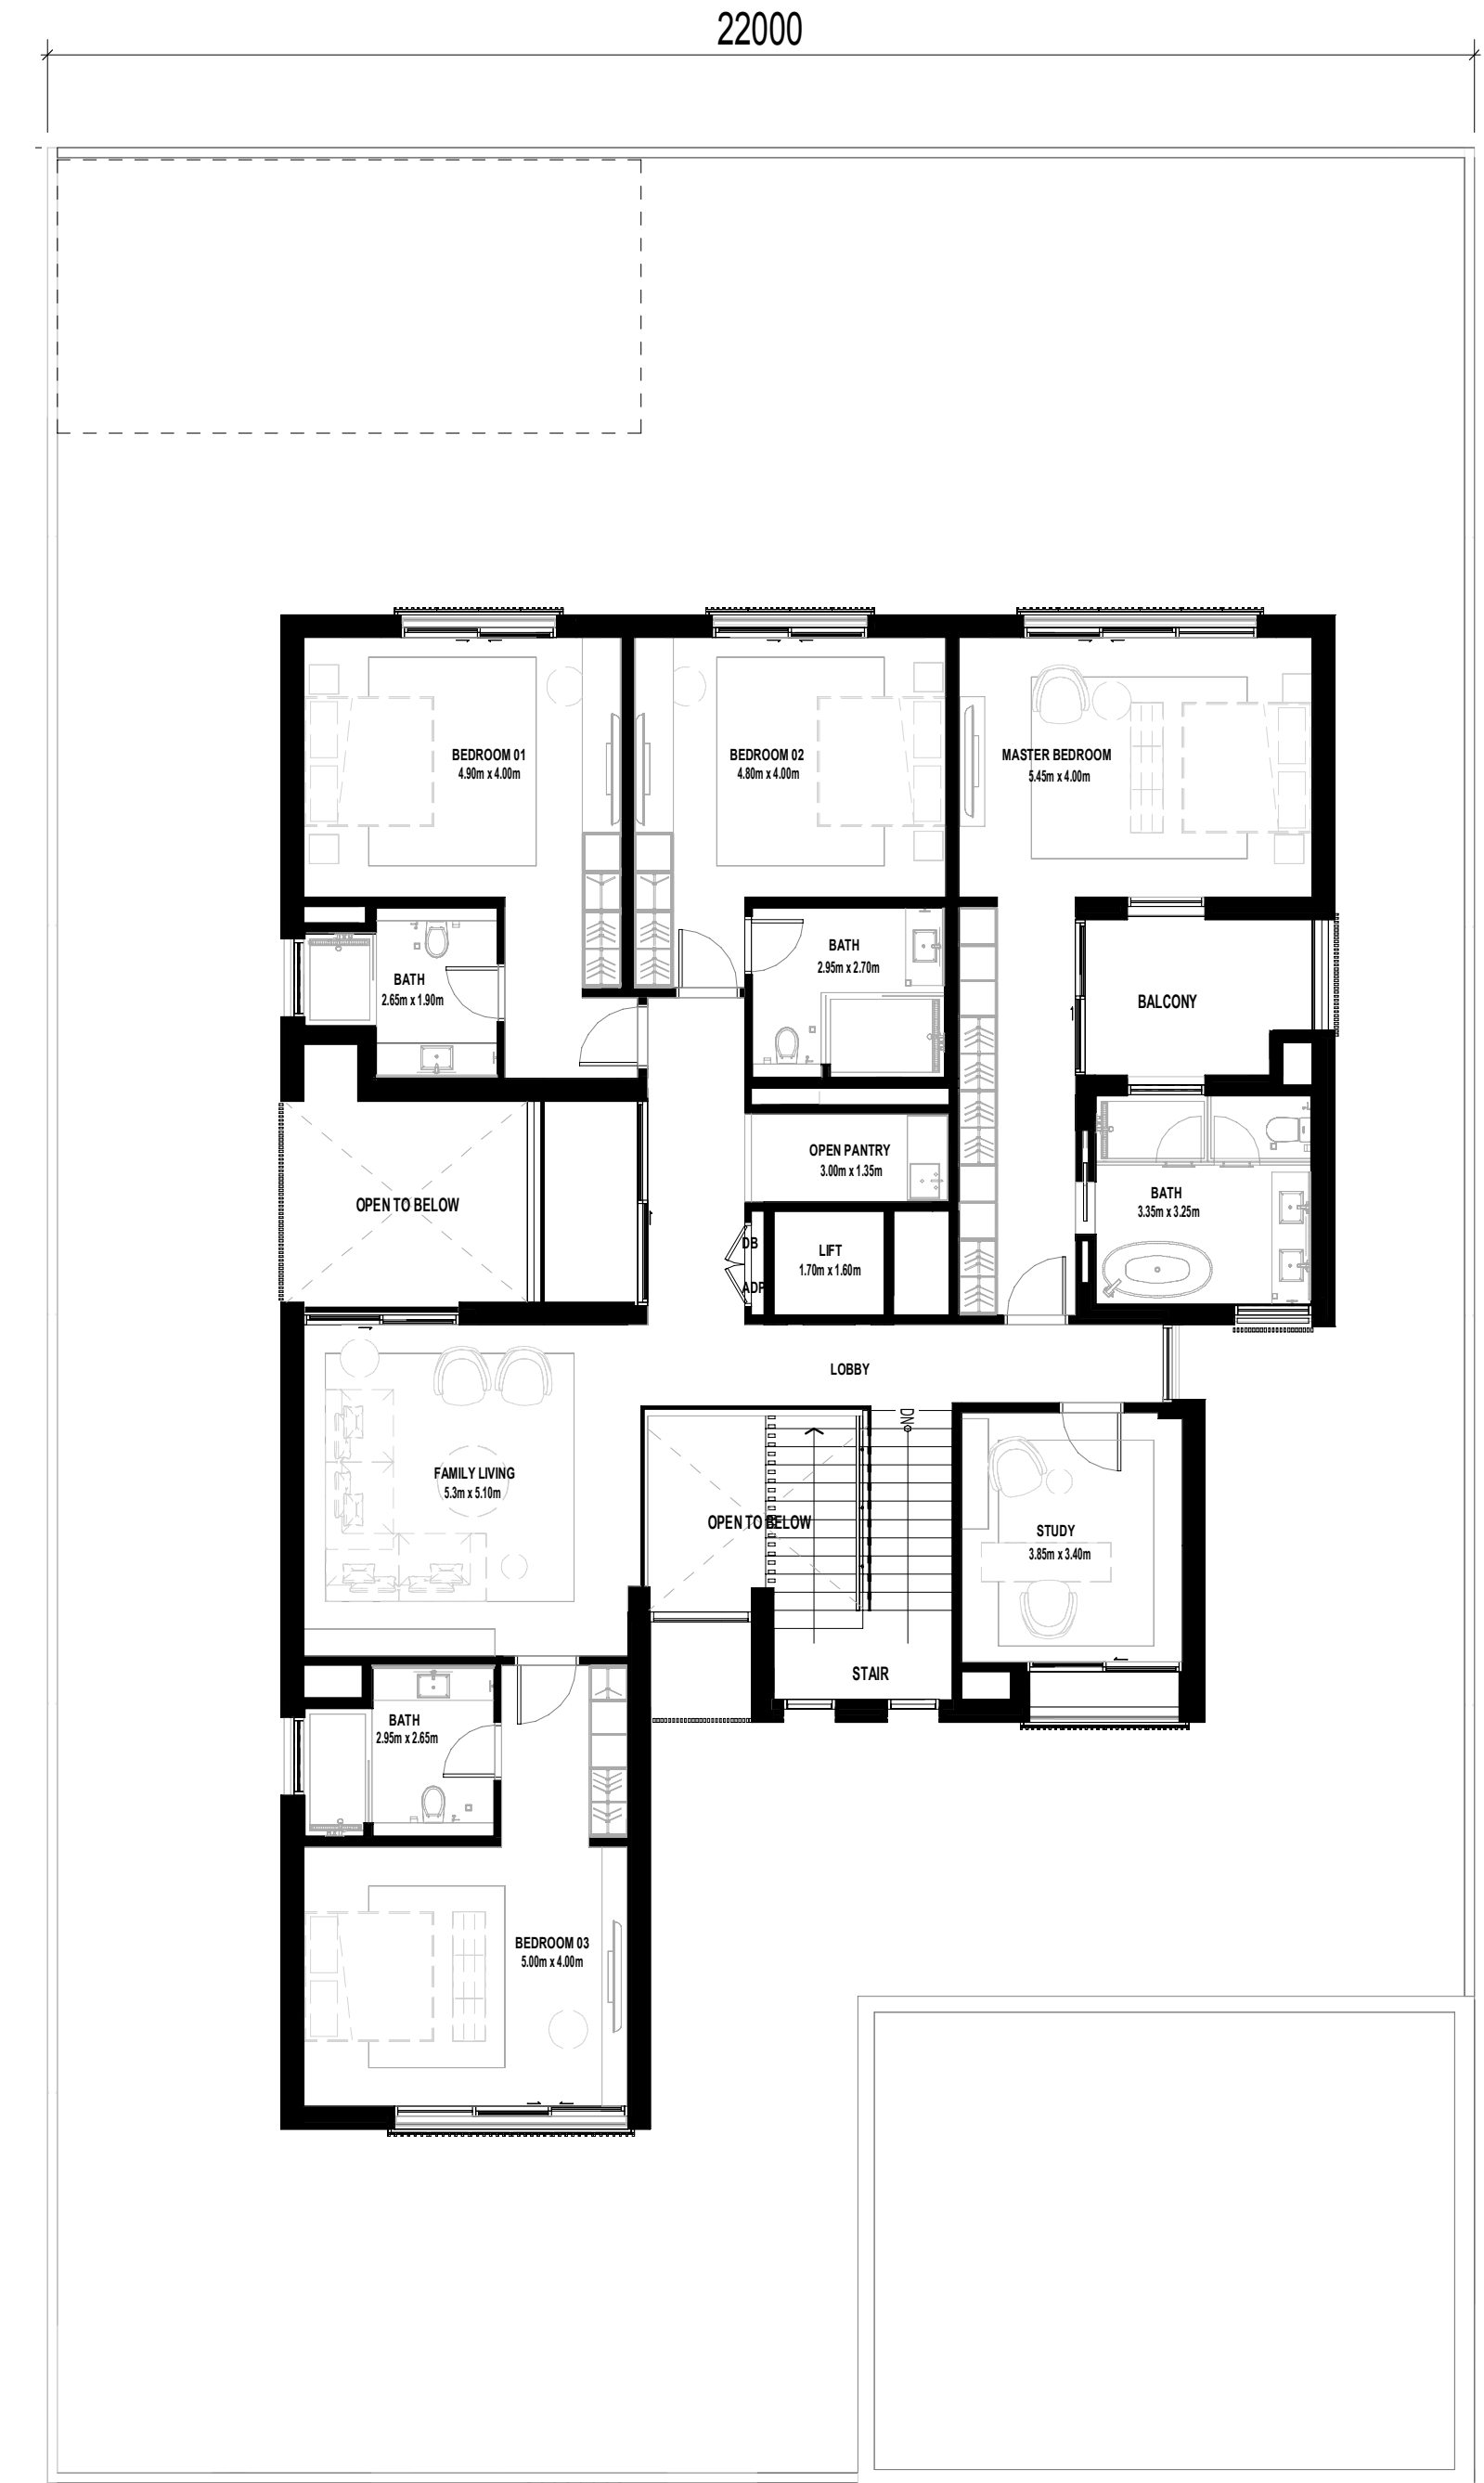 22000
BEDROOM 01
4.90m x 4.00m
BEDROOM 02
4.80m x 4.00m
MASTER BEDROOM
5.45m x 4.00m
BATH
2.65m x 1.90m
BATH
2.95m x 2.70m
BALCONY
OPEN TO BELOW
OPEN PANTRY
3.00m x 1.35m
BATH
3.35m x 3.25m
DB
ADP
LIFT
1.70m x 1.60m
LOBBY
DN
FAMILY LIVING
5.3m x 5.10m
OPEN TO BELOW
STUDY
3.85m x 3.40m
STAIR
BATH
2.95m x 2.65m
BEDROOM 03
5.00m x 4.00m